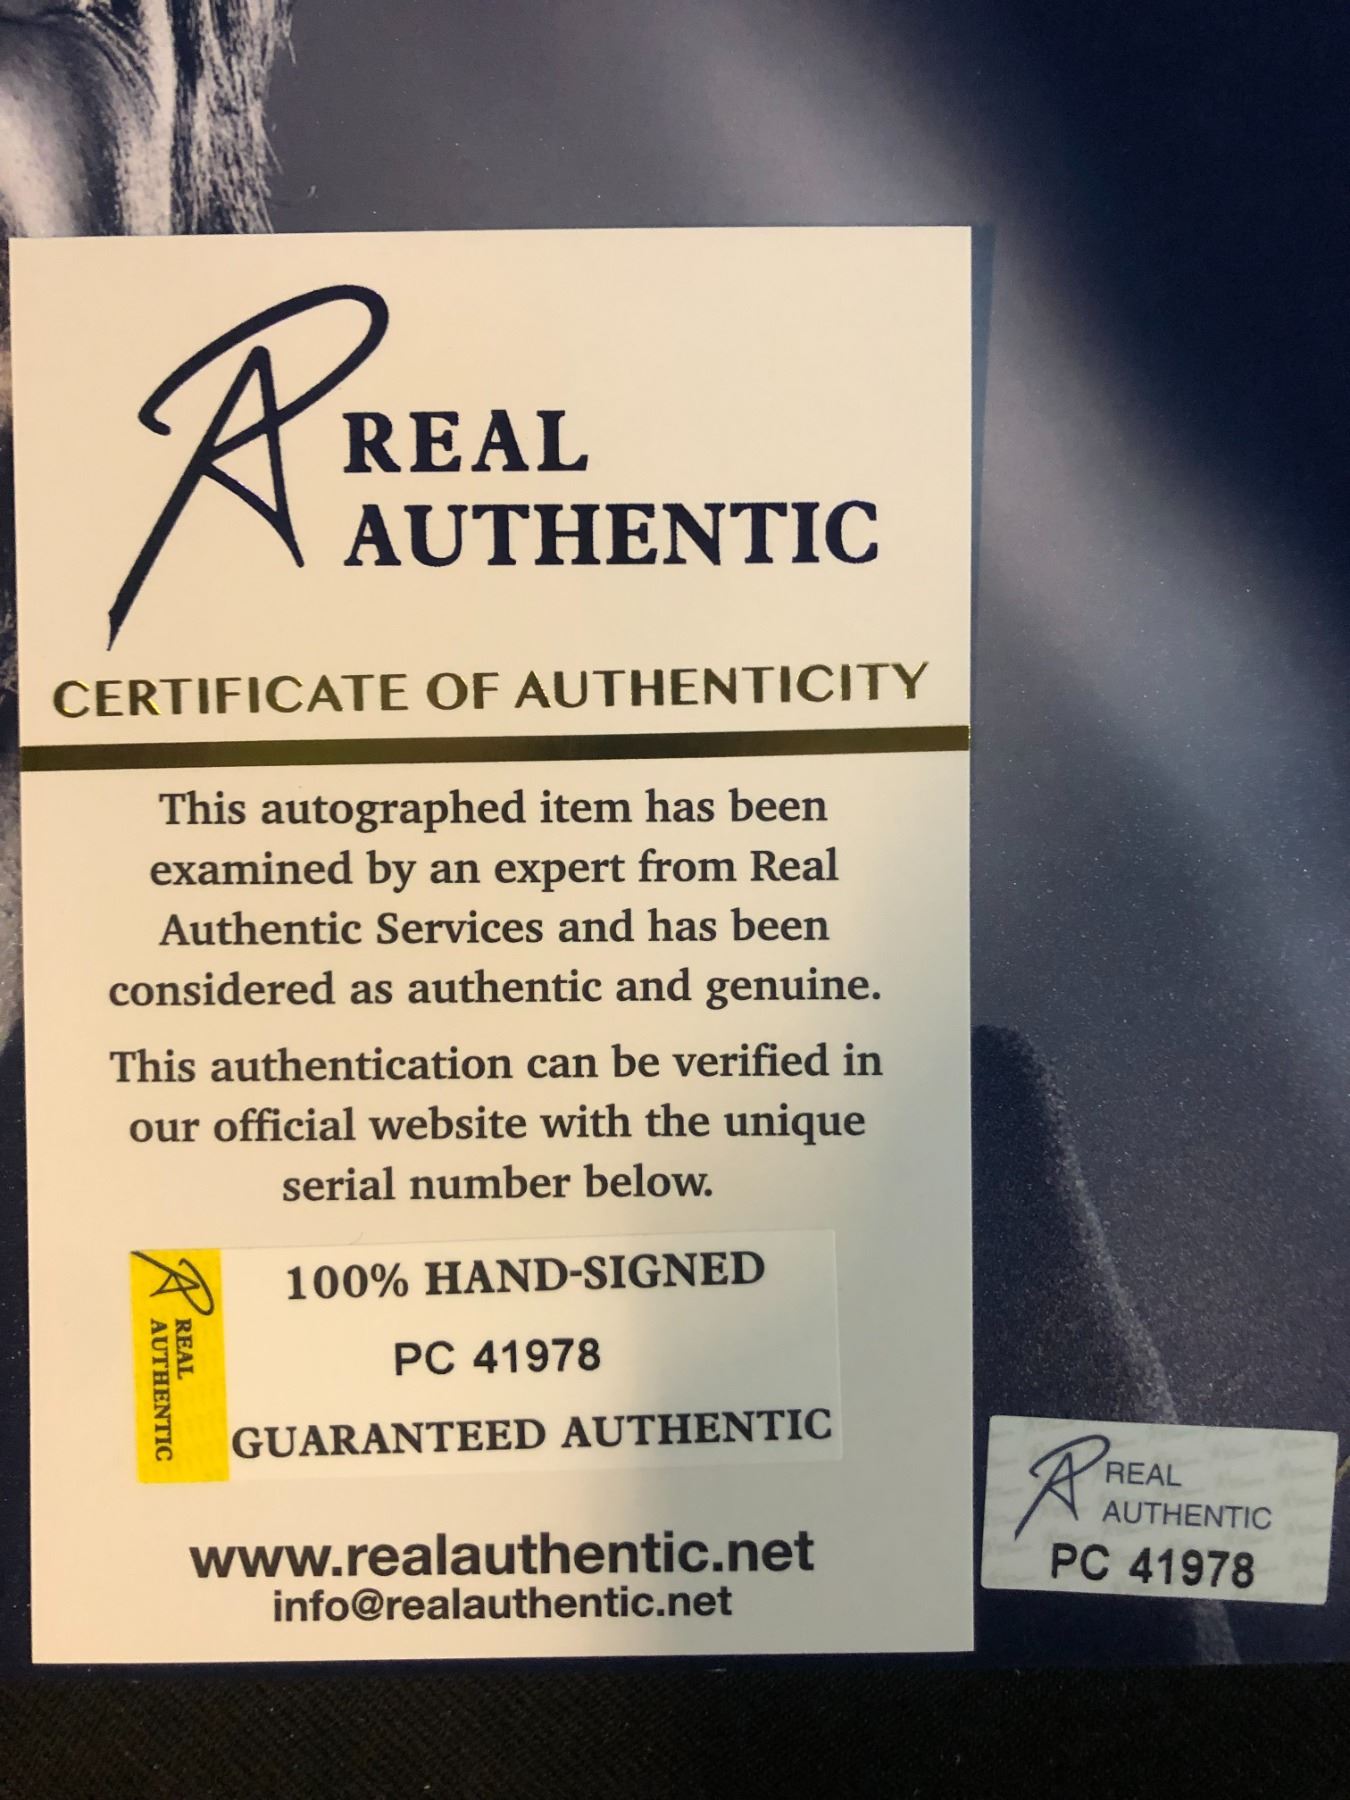 REAL
AUTHENTIC
CERTIFICATE OF AUTHENTICITY
This autographed item has been
examined by an expert from Real
Authentic Services and has been
considered as authentic and genuine.
This authentication can be verified in
our official website with the unique
serial number below.
REAL
AUTHENTIC
100% HAND-SIGNED
PC 41978
GUARANTEED AUTHENTIC
www.realauthentic.net
info@realauthentic.net
REAL
AUTHENTIC
PC 41978